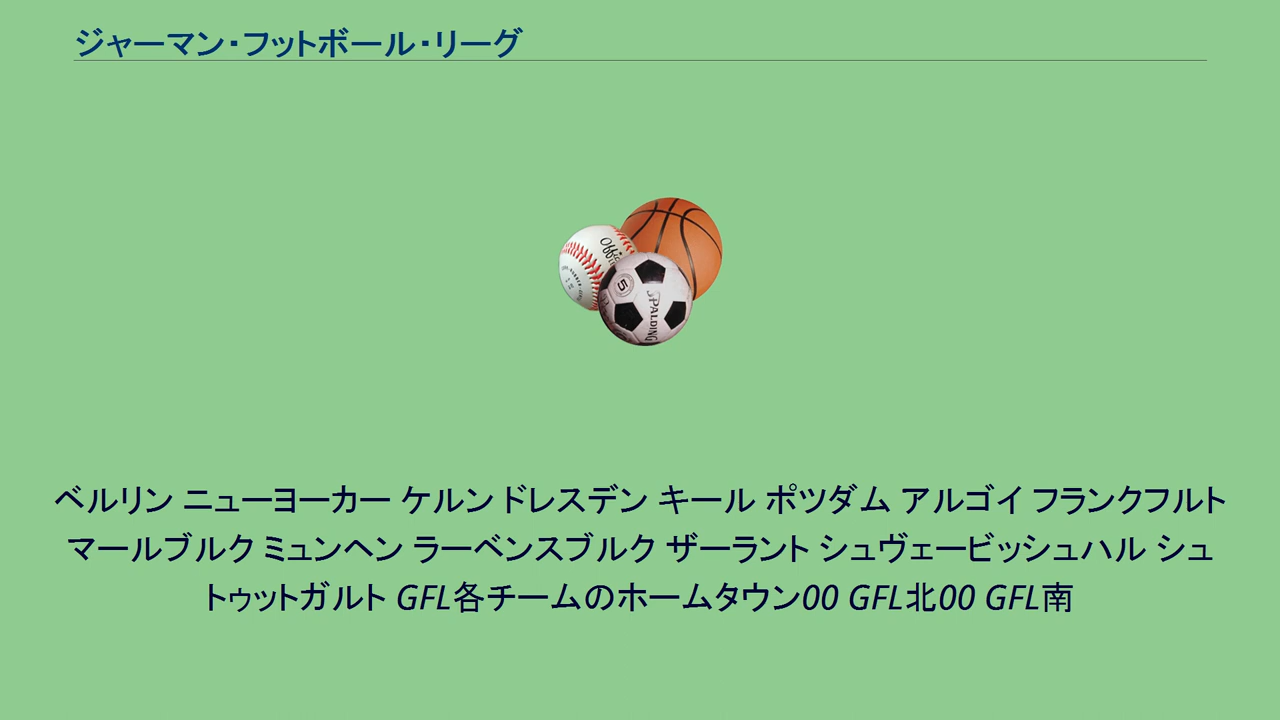 ジャーマン・フットボール・リーグ
5
SPALDING
ベルリン ニューヨーカー ケルン ドレスデン キール ポツダム アルゴイ フランクフルト
マールブルク ミュンヘン ラーベンスブルク ザーラント シュヴェービッシュハル シュ
トゥットガルト GFL各チームのホームタウン00 GFL北00 GFL南